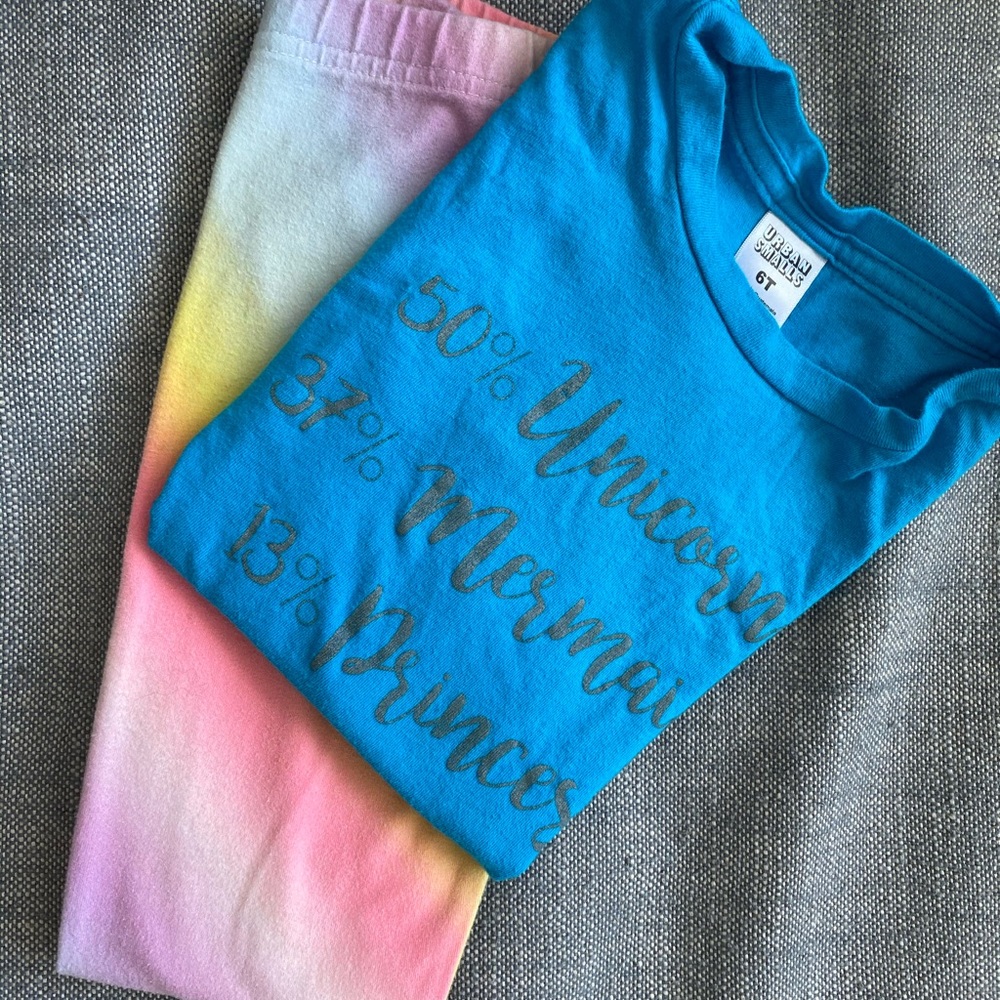 URBAN
SMALLS
6T
50% Unicorn
37% Mermai
13% Princes